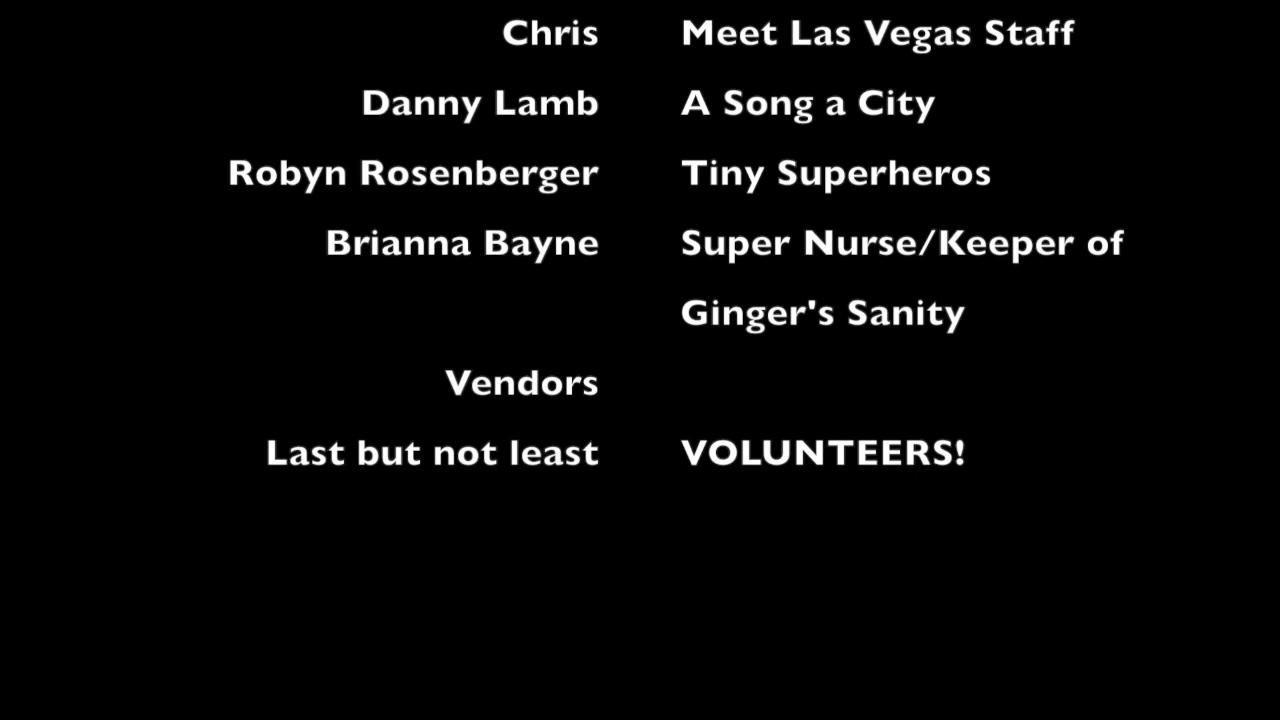 Chris Meet Las Vegas Staff
Danny Lamb A Song a City
Robyn Rosenberger Tiny Superheros
Brianna Bayne Super Nurse/Keeper of
Ginger's Sanity
Vendors
Last but not least VOLUNTEERS!